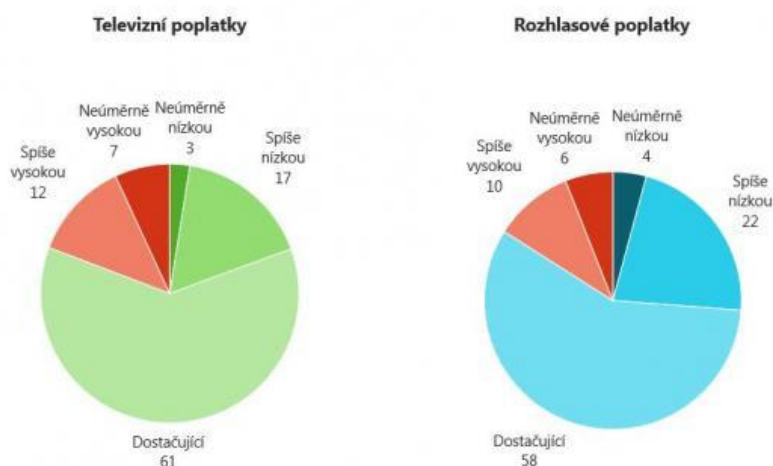 Televizní poplatky
Neúměrně
vysokou
7
Neúměrně
nízkou
3
Spíše
vysokou
12
Spíše
nízkou
17
Dostačující
61
Rozhlasové poplatky
Neúměrně
vysokou
6
Neúměrně
nízkou
4
Spíše
vysokou
10
Spíše
nízkou
22
Dostačující
58